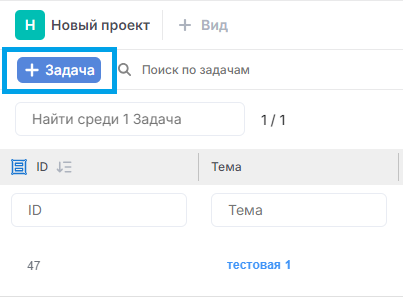 Н Новый проект + Вид
+ Задача Поиск по задачам
Найти среди 1 Задача 1 / 1
ID Тема
ID Тема
47 тестовая 1